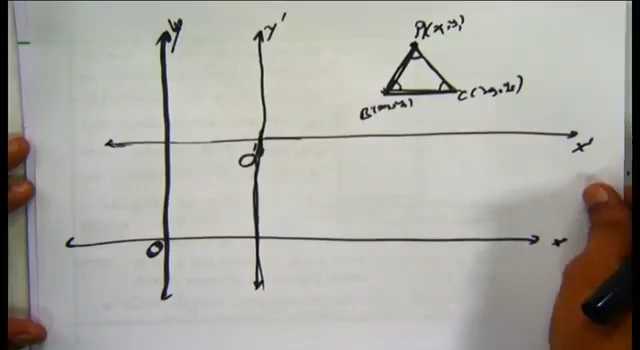 y
y'
A(x₁,y₁)
B(x₂,y₂)
C(x₃,y₃)
O'
x'
O
x